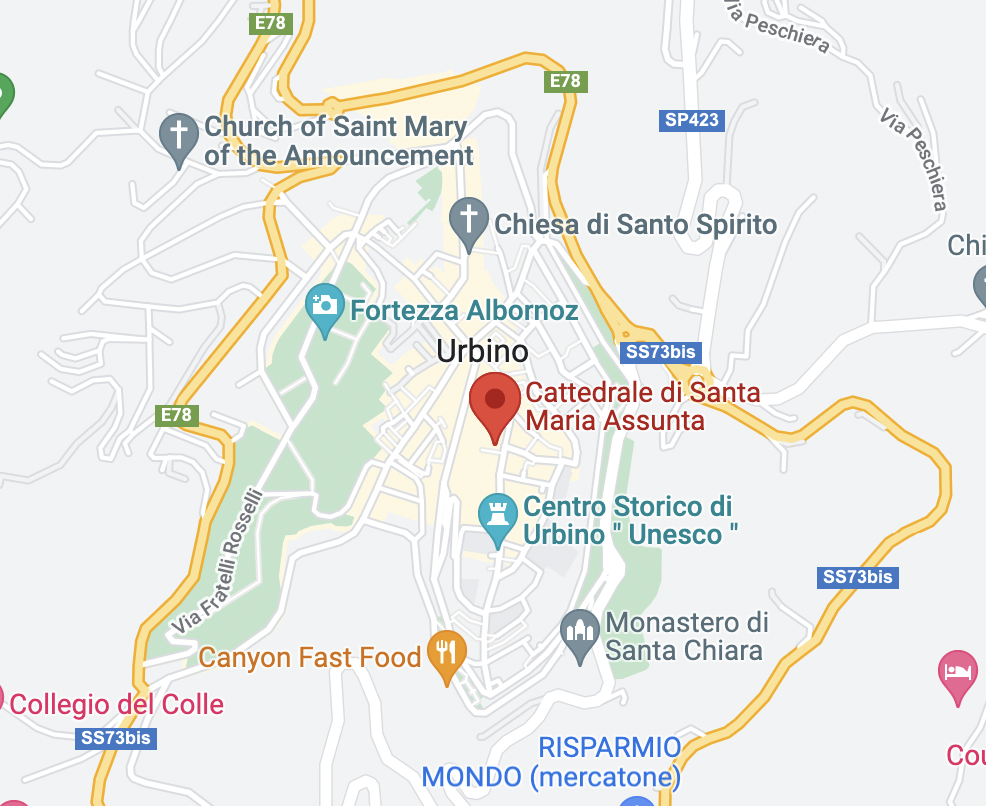 E78
Via Peschiera
E78
SP423
Church of Saint Mary
of the Announcement
Via Peschiera
Chiesa di Santo Spirito
Chi
Fortezza Albornoz
Urbino
SS73bis
Cattedrale di Santa
Maria Assunta
E78
Centro Storico di
Urbino " Unesco "
Via Fratelli Rosselli
SS73bis
Monastero di
Santa Chiara
Canyon Fast Food
Collegio del Colle
SS73bis
RISPARMIO
MONDO (mercatone)
Cou